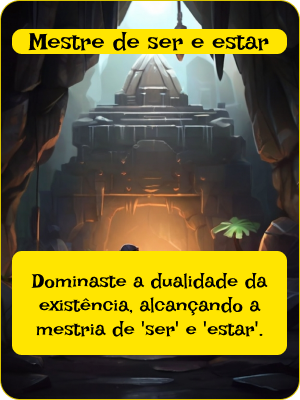 Mestre de ser e estar
Dominaste a dualidade da
existência, alcançando a
mestria de 'ser' e 'estar'.